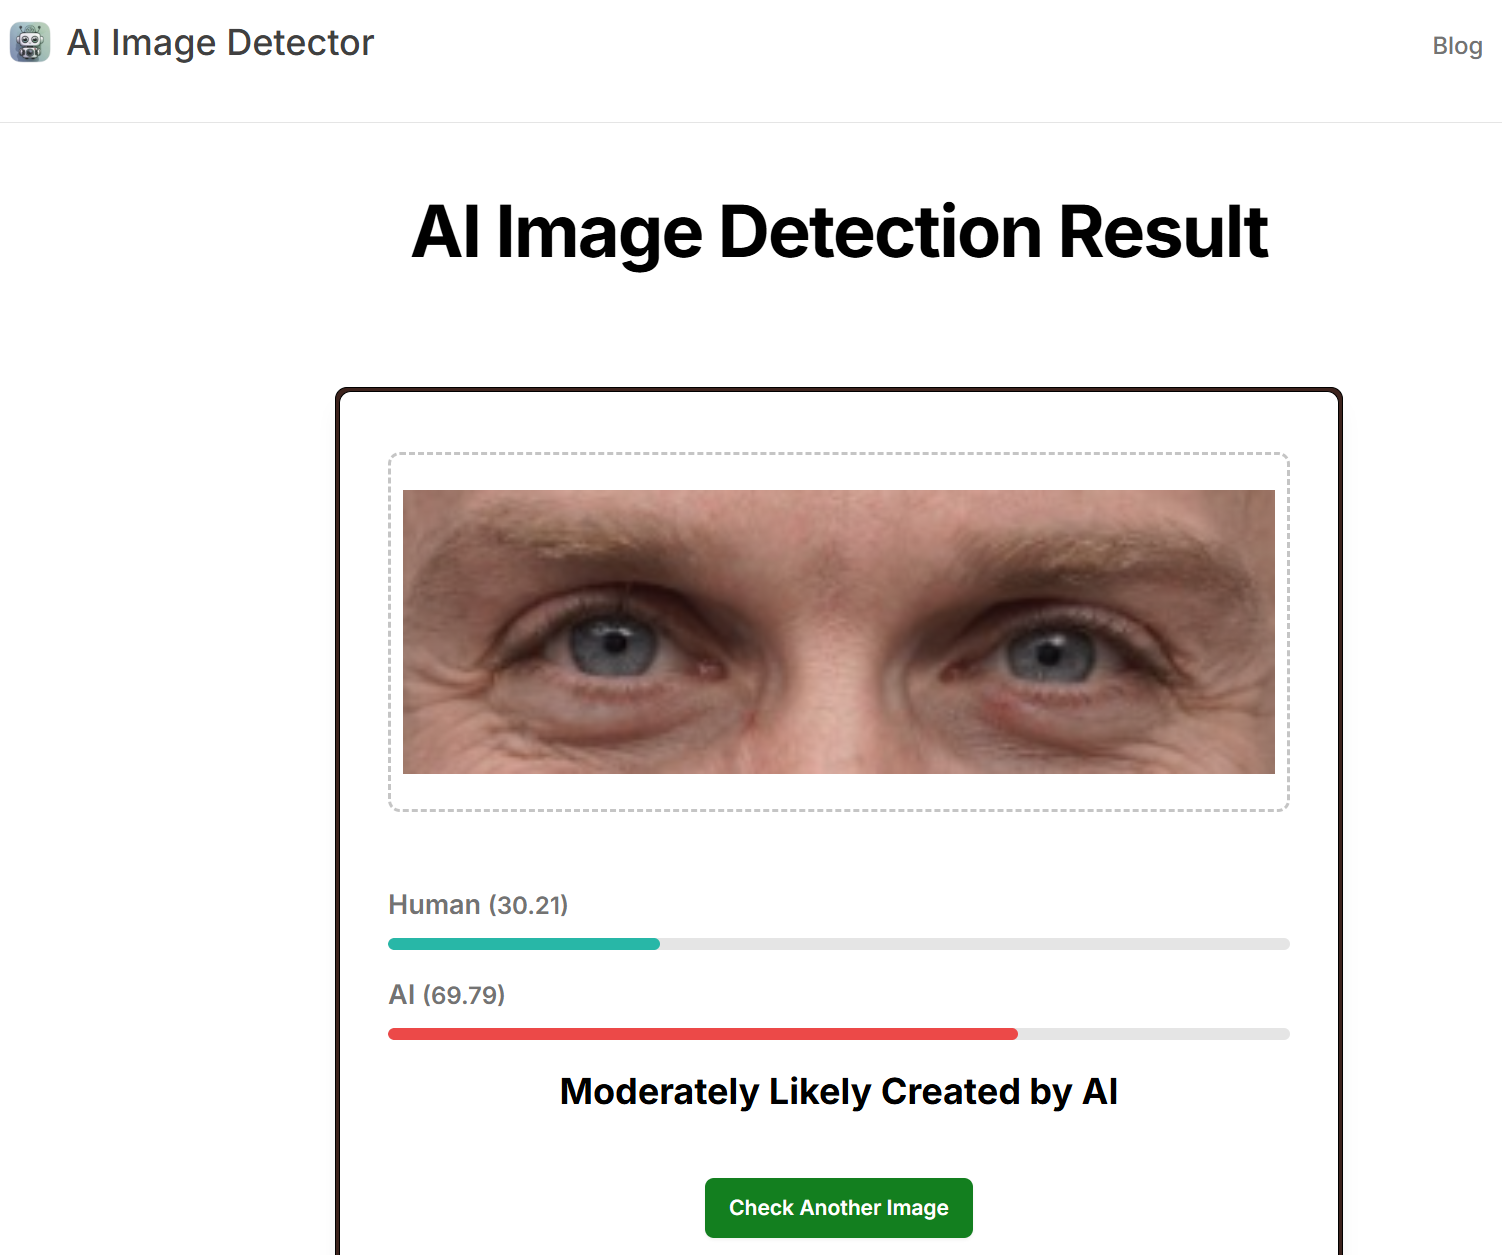 AI Image Detector
Blog
AI Image Detection Result
Human (30.21)
AI (69.79)
Moderately Likely Created by AI
Check Another Image